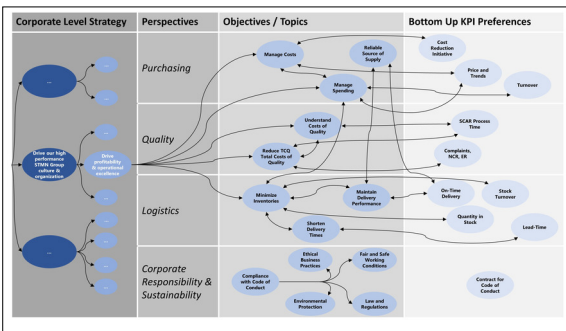 Corporate Level Strategy
Perspectives
Objectives / Topics
Bottom Up KPI Preferences
...
...
...
Drive our high
performance
STMN Group
culture &
organization
...
Drive
profitability
& operational
excellence
...
...
...
...
...
...
Purchasing
Manage Costs
Reliable
Source of
Supply
Manage
Spending
Cost
Reduction
Initiative
Price and
Trends
Turnover
Quality
Understand
Costs of
Quality
Reduce TCQ
Total Costs of
Quality
SCAR Process
Time
Complaints,
NCR, ER
Logistics
Minimize
Inventories
Maintain
Delivery
Performance
Shorten
Delivery
Times
On-Time
Delivery
Stock
Turnover
Quantity in
Stock
Lead-Time
Corporate
Responsibility &
Sustainability
Ethical
Business
Practices
Fair and Safe
Working
Conditions
Compliance
with Code of
Conduct
Environmental
Protection
Law and
Regulations
Contract for
Code of
Conduct